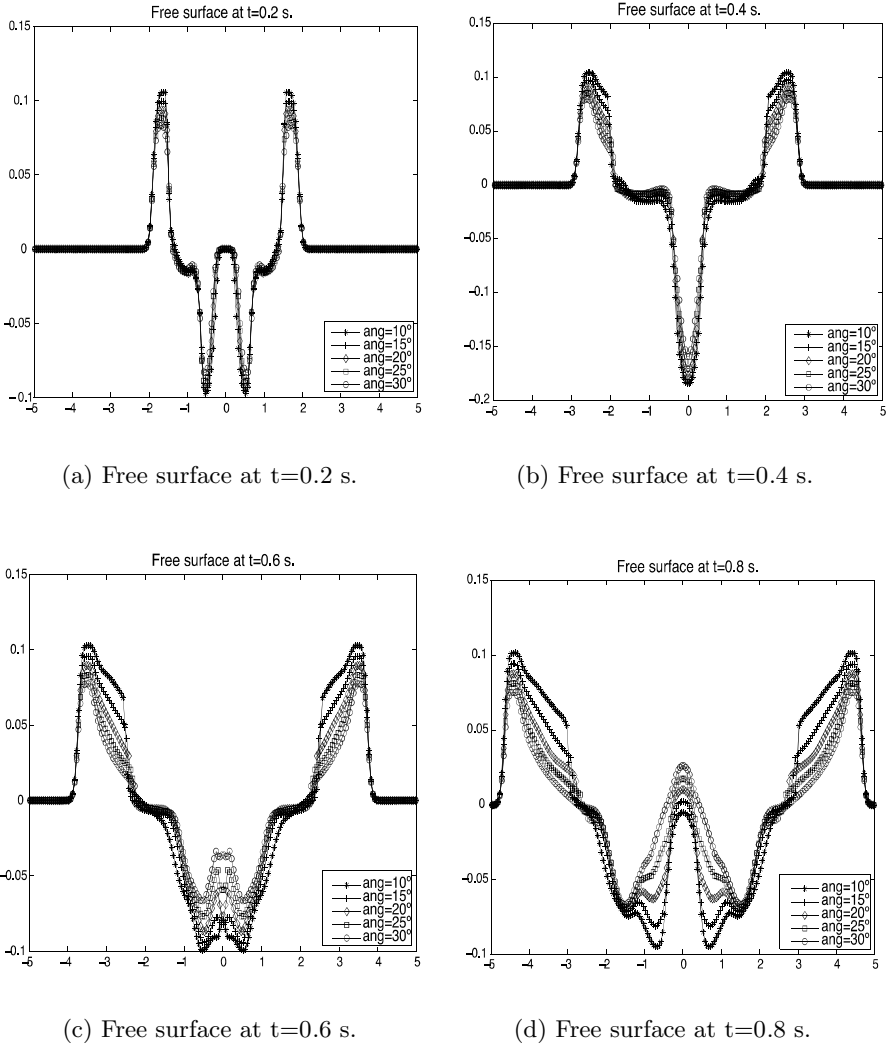 Free surface at t=0.2 s.
0.15
0.1
0.05
0
−0.05
−0.1
−5 −4 −3 −2 −1 0 1 2 3 4 5
ang=10º
ang=15º
ang=20º
ang=25º
ang=30º
(a) Free surface at t=0.2 s.
Free surface at t=0.4 s.
0.15
0.1
0.05
0
−0.05
−0.1
−0.15
−0.2
−5 −4 −3 −2 −1 0 1 2 3 4 5
ang=10º
ang=15º
ang=20º
ang=25º
ang=30º
(b) Free surface at t=0.4 s.
Free surface at t=0.6 s.
0.15
0.1
0.05
0
−0.05
−0.1
−5 −4 −3 −2 −1 0 1 2 3 4 5
ang=10º
ang=15º
ang=20º
ang=25º
ang=30º
(c) Free surface at t=0.6 s.
Free surface at t=0.8 s.
0.15
0.1
0.05
0
−0.05
−0.1
−5 −4 −3 −2 −1 0 1 2 3 4 5
ang=10º
ang=15º
ang=20º
ang=25º
ang=30º
(d) Free surface at t=0.8 s.